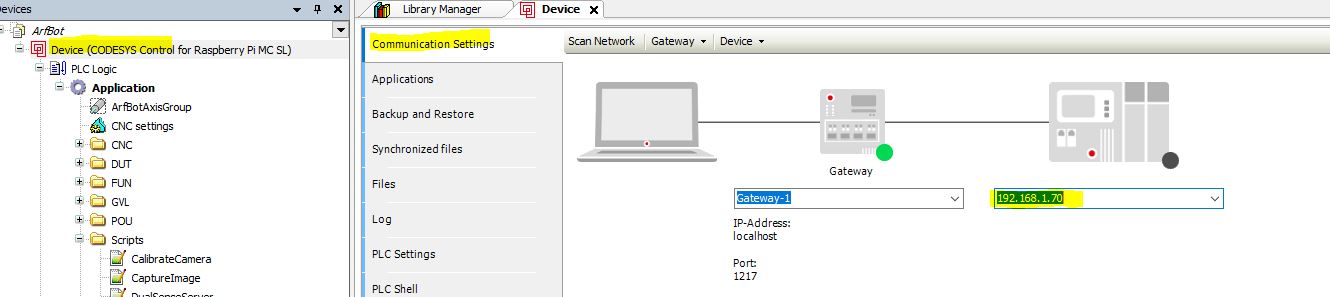 Devices
ArfBot
Device (CODESYS Control for Raspberry Pi MC SL)
PLC Logic
Application
ArfBotAxisGroup
CNC settings
CNC
DUT
FUN
GVL
POU
Scripts
CalibrateCamera
CaptureImage
DualSenseServer
Library Manager
Device
Communication Settings
Applications
Backup and Restore
Synchronized files
Files
Log
PLC Settings
PLC Shell
Scan Network
Gateway
Device
Gateway
Gateway-1
IP-Address:
localhost
Port:
1217
192.168.1.70